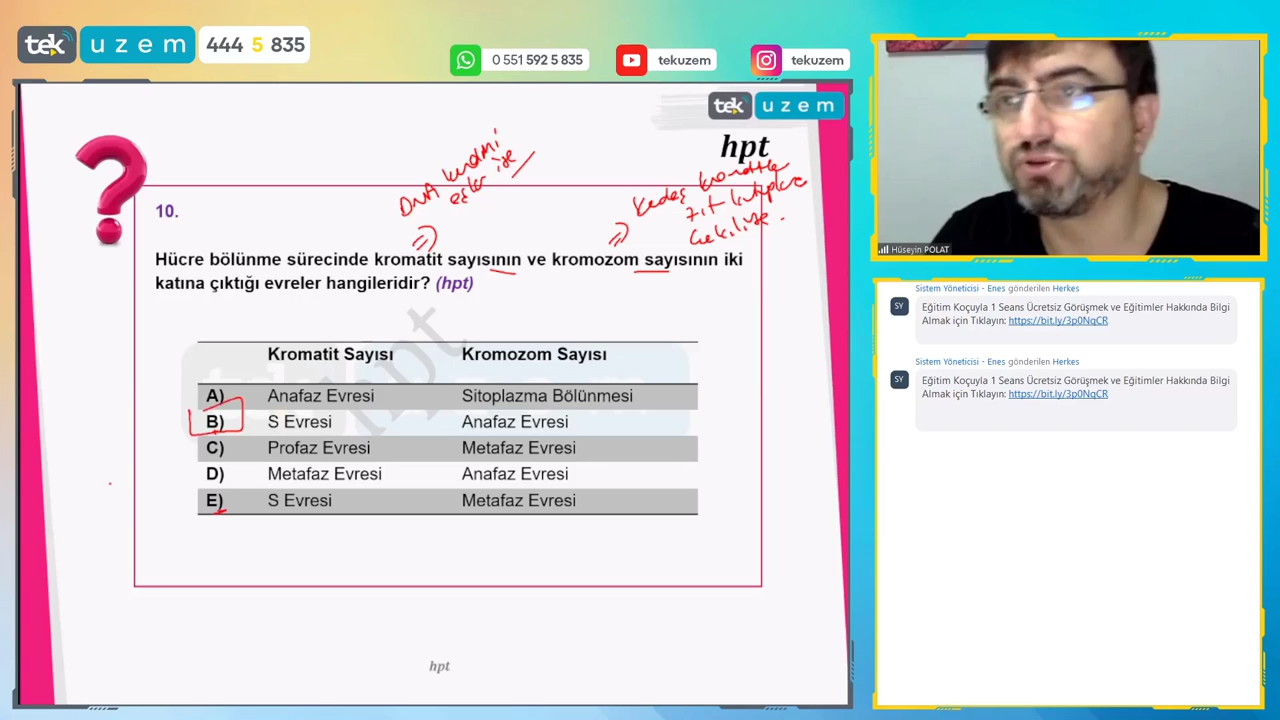 tek uzem 444 5 835
0 551 592 5 835
tekuzem
tekuzem
tek uzem
hpt
DNA kendini
eşler ise
Kardeş kromatitler
zıt kutuplara
çekilirse.
10.
Hücre bölünme sürecinde kromatit sayısının ve kromozom sayısının iki
katına çıktığı evreler hangileridir? (hpt)
hpt
Kromatit Sayısı Kromozom Sayısı
A) Anafaz Evresi Sitoplazma Bölünmesi
B) S Evresi Anafaz Evresi
C) Profaz Evresi Metafaz Evresi
D) Metafaz Evresi Anafaz Evresi
E) S Evresi Metafaz Evresi
hpt
Hüseyin POLAT
Sistem Yöneticisi - Enes gönderilen Herkes
SY
Eğitim Koçuyla 1 Seans Ücretsiz Görüşmek ve Eğitimler Hakkında Bilgi
Almak için Tıklayın: https://bit.ly/3p0NqCR
Sistem Yöneticisi - Enes gönderilen Herkes
SY
Eğitim Koçuyla 1 Seans Ücretsiz Görüşmek ve Eğitimler Hakkında Bilgi
Almak için Tıklayın: https://bit.ly/3p0NqCR